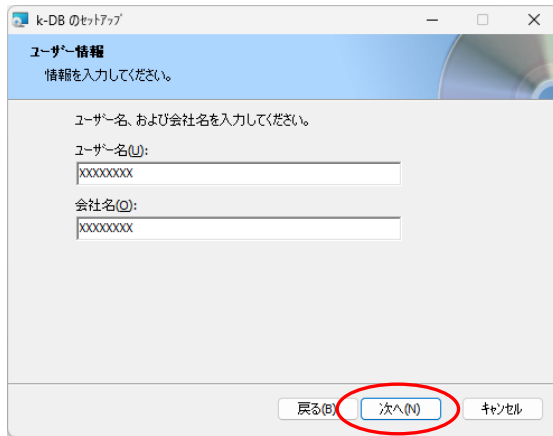 k-DB のｾｯﾄｱｯﾌﾟ
ﾕｰｻﾞｰ情報
情報を入力してください。
ﾕｰｻﾞｰ名、および会社名を入力してください。
ﾕｰｻﾞｰ名(U):
XXXXXXXX
会社名(O):
XXXXXXXX
戻る(B) 次へ(N) ｷｬﾝｾﾙ